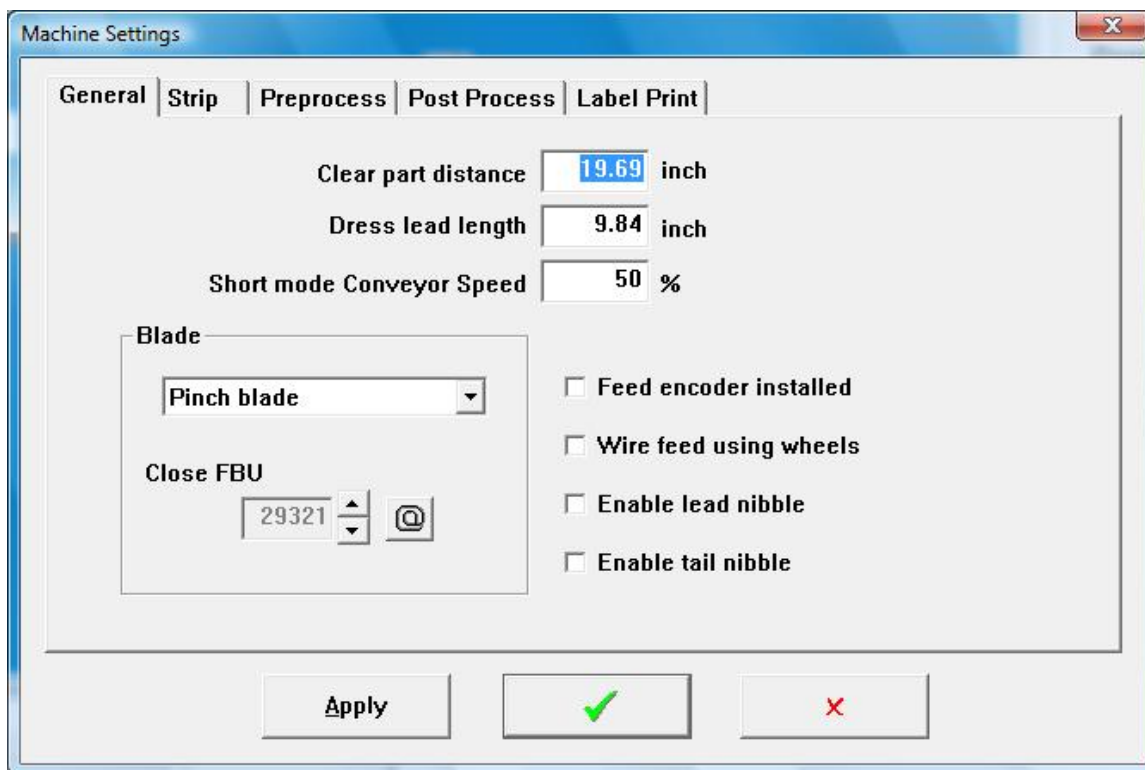 Machine Settings
General Strip Preprocess Post Process Label Print
Clear part distance 19.69 inch
Dress lead length 9.84 inch
Short mode Conveyor Speed 50 %
Blade
Pinch blade
Feed encoder installed
Wire feed using wheels
Close FBU
29321 @
Enable lead nibble
Enable tail nibble
Apply